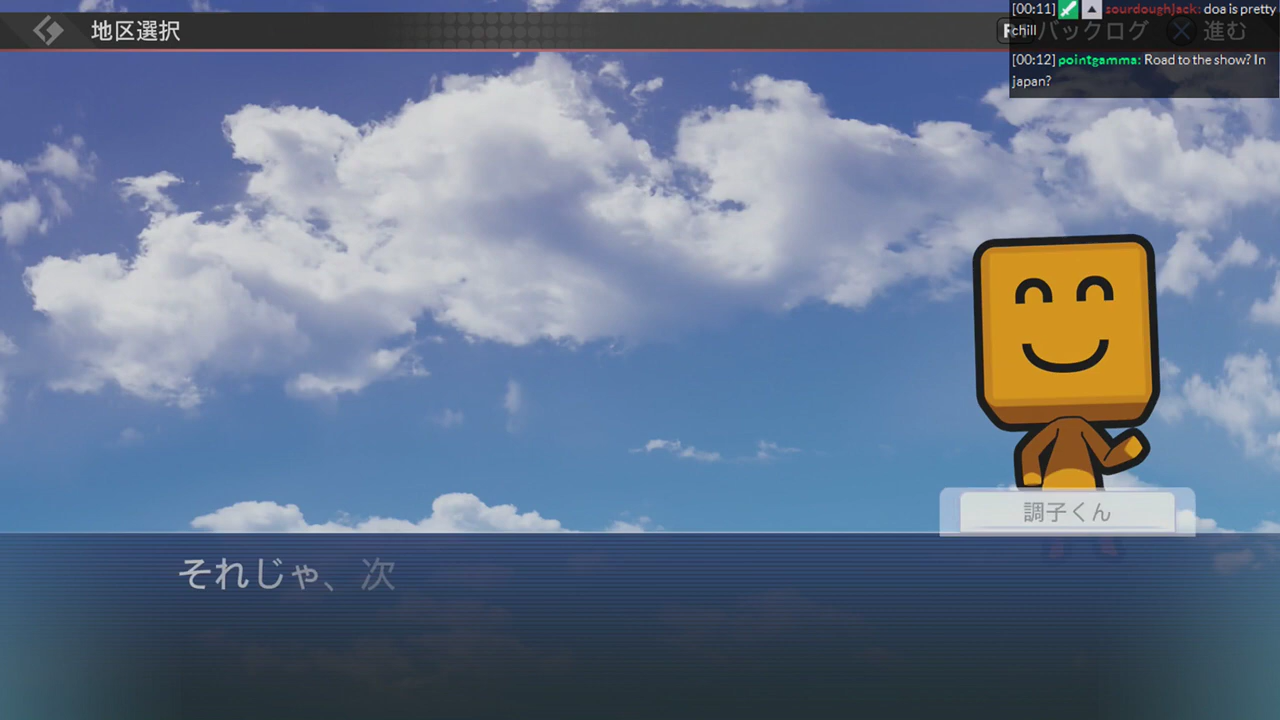 地区選択
バックログ
進む
[00:11] sourdoughjack: doa is pretty
chill
[00:12] pointgamma: Road to the show? In
japan?
調子くん
それじゃ、次